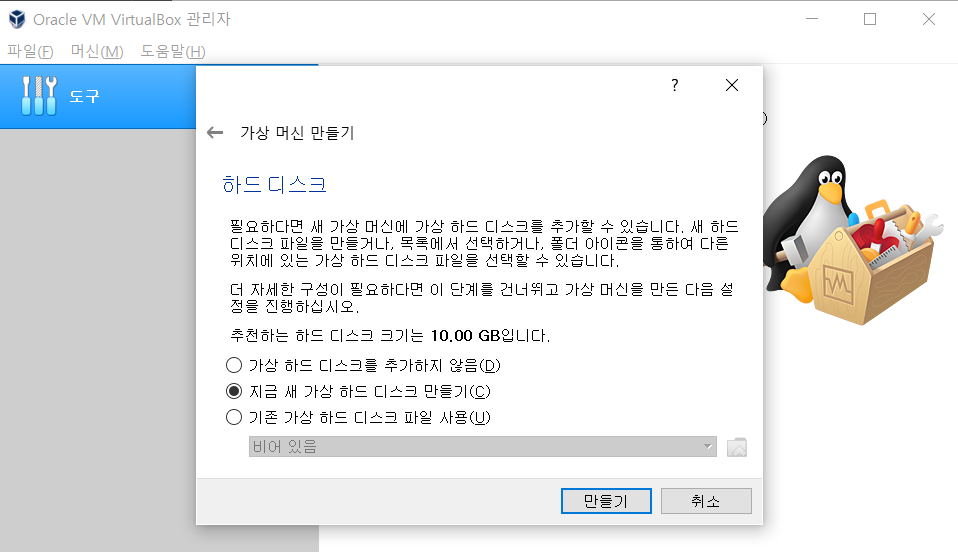 Oracle VM VirtualBox 관리자
파일(F) 머신(M) 도움말(H)
도구
?
가상 머신 만들기
하드 디스크
필요하다면 새 가상 머신에 가상 하드 디스크를 추가할 수 있습니다. 새 하드
디스크 파일을 만들거나, 목록에서 선택하거나, 폴더 아이콘을 통하여 다른
위치에 있는 가상 하드 디스크 파일을 선택할 수 있습니다.
더 자세한 구성이 필요하다면 이 단계를 건너뛰고 가상 머신을 만든 다음 설
정을 진행하십시오.
추천하는 하드 디스크 크기는 10.00 GB입니다.
가상 하드 디스크를 추가하지 않음(D)
지금 새 가상 하드 디스크 만들기(C)
기존 가상 하드 디스크 파일 사용(U)
비어 있음
만들기 취소